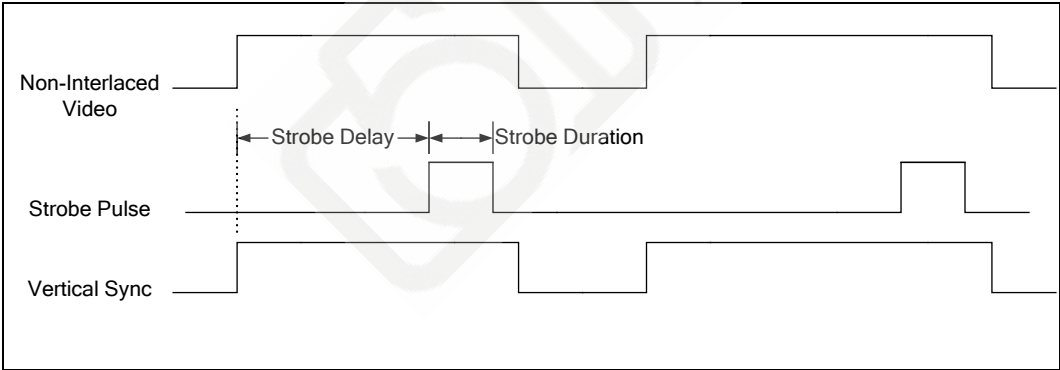 Non-Interlaced
Video
Strobe Delay
Strobe Duration
Strobe Pulse
Vertical Sync